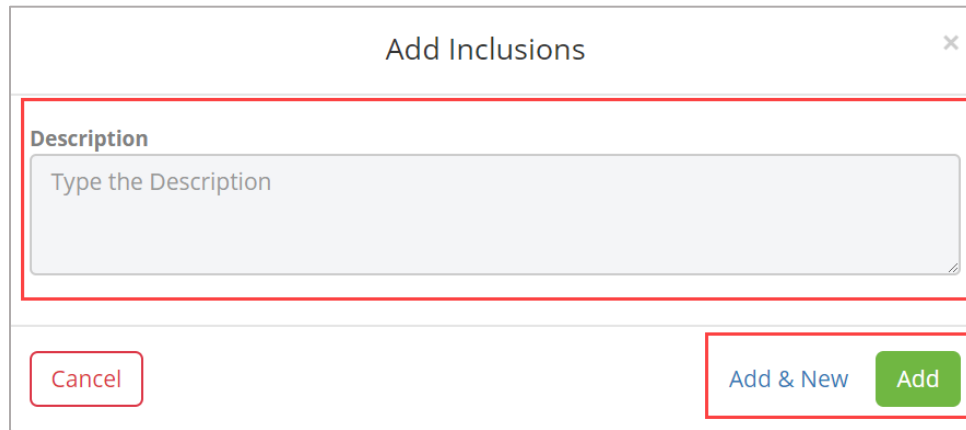 Add Inclusions ×
Description
Type the Description
Cancel Add & New Add